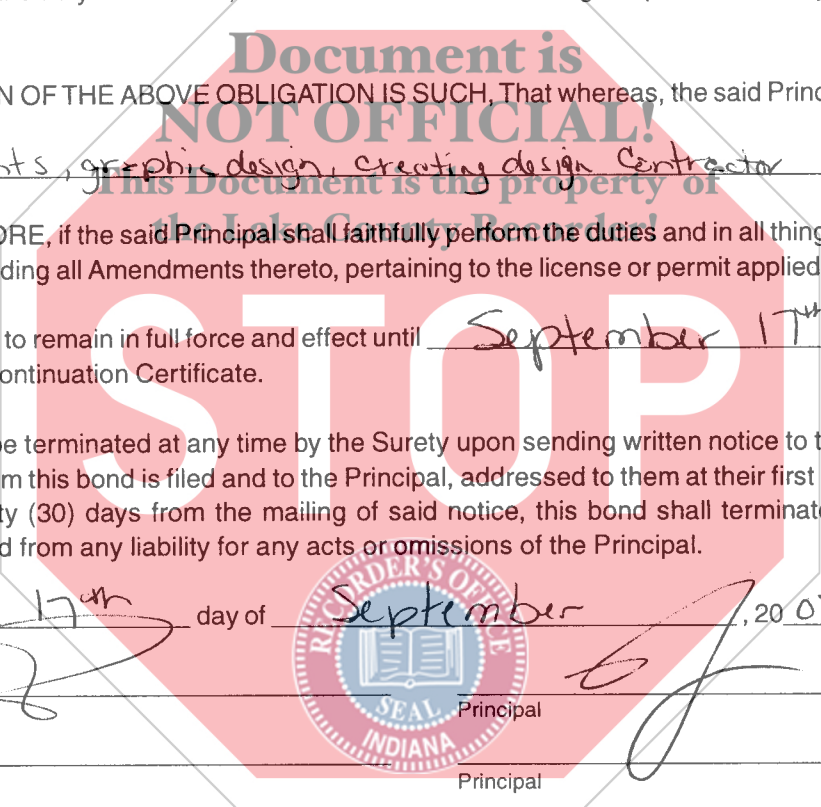 Document is
N OF THE ABOVE OBLIGATION IS SUCH, That whereas, the said Princ
NOT OFFICIAL!
nts, graphic design, creating design Contractor
This Document is the property of
the Lake County Recorder!
ORE, if the said Principal shall faithfully perform the duties and in all thing
ding all Amendments thereto, pertaining to the license or permit applied
STOP
to remain in full force and effect until September 17th
ontinuation Certificate.
be terminated at any time by the Surety upon sending written notice to t
m this bond is filed and to the Principal, addressed to them at their first
ty (30) days from the mailing of said notice, this bond shall terminate
d from any liability for any acts or omissions of the Principal.
17th day of September, 20 0
RECORDER'S OFFICE
SEAL
INDIANA
Principal
Principal